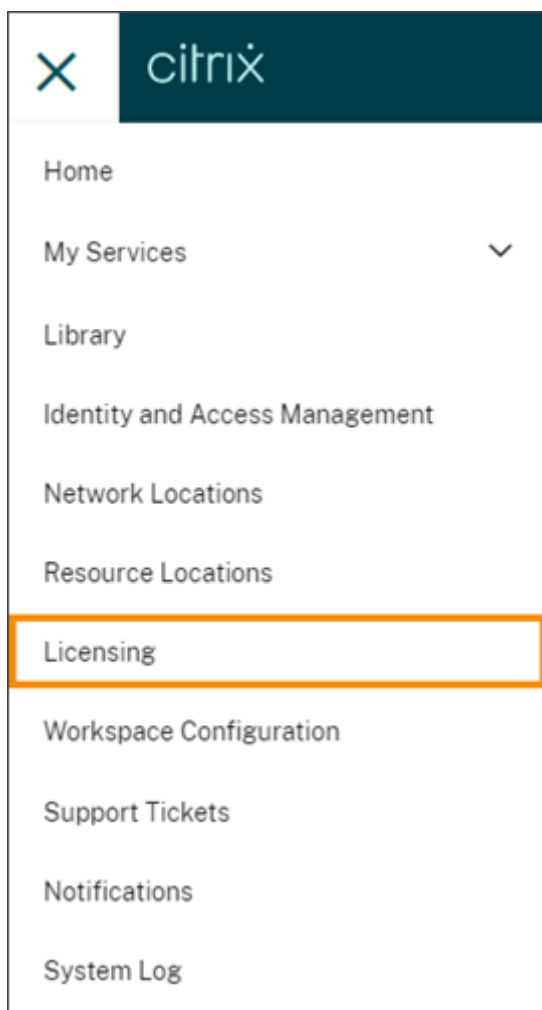 citrix
Home
My Services
Library
Identity and Access Management
Network Locations
Resource Locations
Licensing
Workspace Configuration
Support Tickets
Notifications
System Log